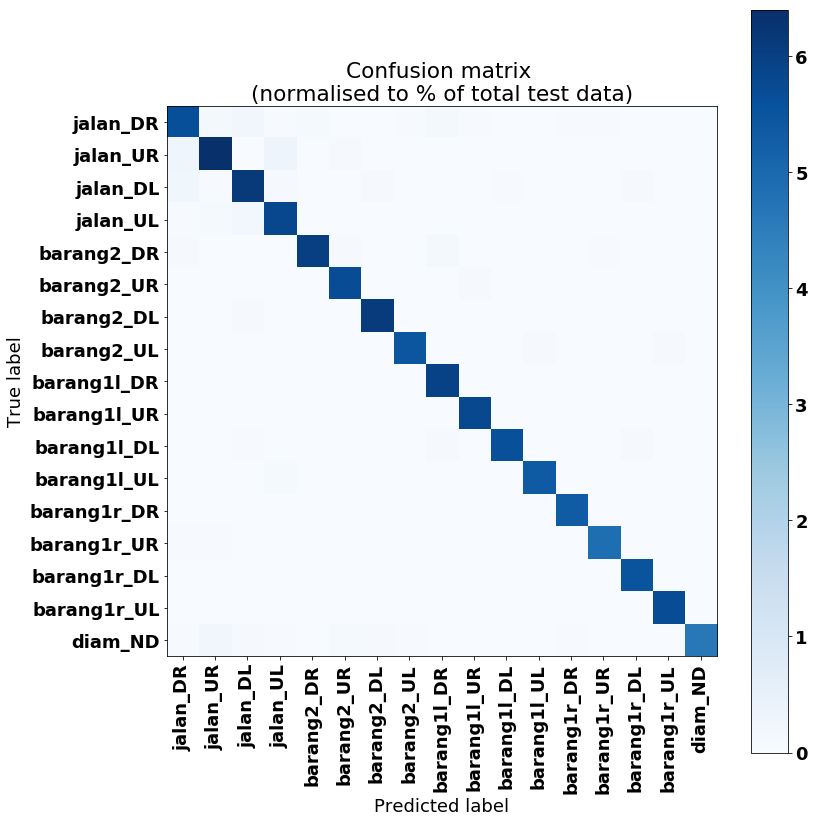 Confusion matrix
(normalised to % of total test data)
True label
jalan_DR
jalan_UR
jalan_DL
jalan_UL
barang2_DR
barang2_UR
barang2_DL
barang2_UL
barang1l_DR
barang1l_UR
barang1l_DL
barang1l_UL
barang1r_DR
barang1r_UR
barang1r_DL
barang1r_UL
diam_ND
jalan_DR
jalan_UR
jalan_DL
jalan_UL
barang2_DR
barang2_UR
barang2_DL
barang2_UL
barang1l_DR
barang1l_UR
barang1l_DL
barang1l_UL
barang1r_DR
barang1r_UR
barang1r_DL
barang1r_UL
diam_ND
Predicted label
6
5
4
3
2
1
0